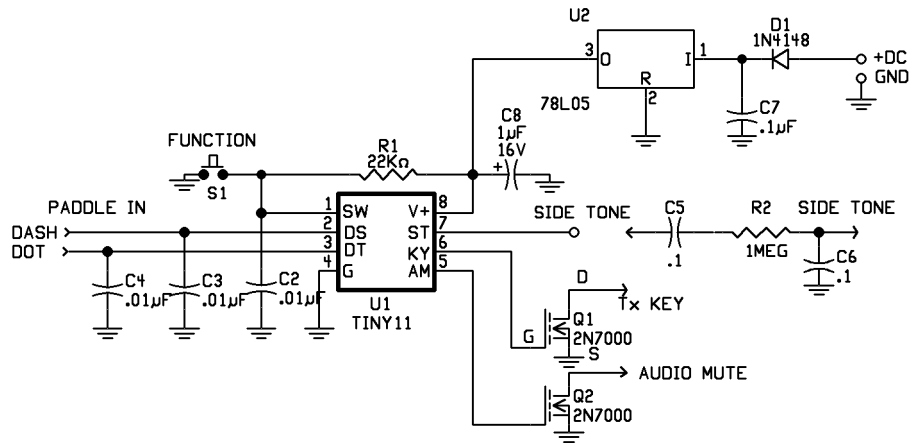 U2
D1
1N4148
3
O
I
1
+DC
GND
R
2
78L05
C7
.1µF
C8
1µF
16V
+
FUNCTION
S1
R1
22KΩ
PADDLE IN
DASH
DOT
1
SW
V+
8
2
DS
ST
7
3
DT
KY
6
4
G
AM
5
U1
TINY11
C4
.01µF
C3
.01µF
C2
.01µF
SIDE TONE
C5
.1
R2
1MEG
SIDE TONE
C6
.1
D
Tx KEY
G
Q1
2N7000
S
AUDIO MUTE
Q2
2N7000